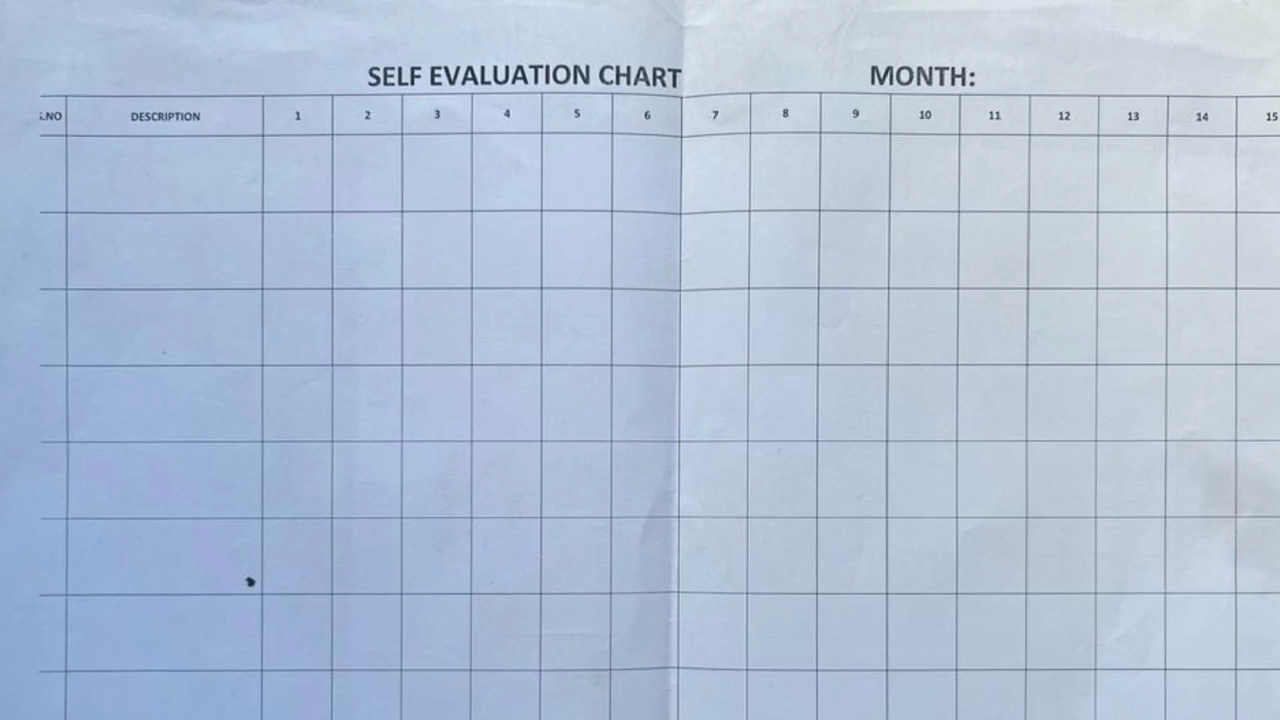 SELF EVALUATION CHART MONTH:
S.NO DESCRIPTION 1 2 3 4 5 6 7 8 9 10 11 12 13 14 15